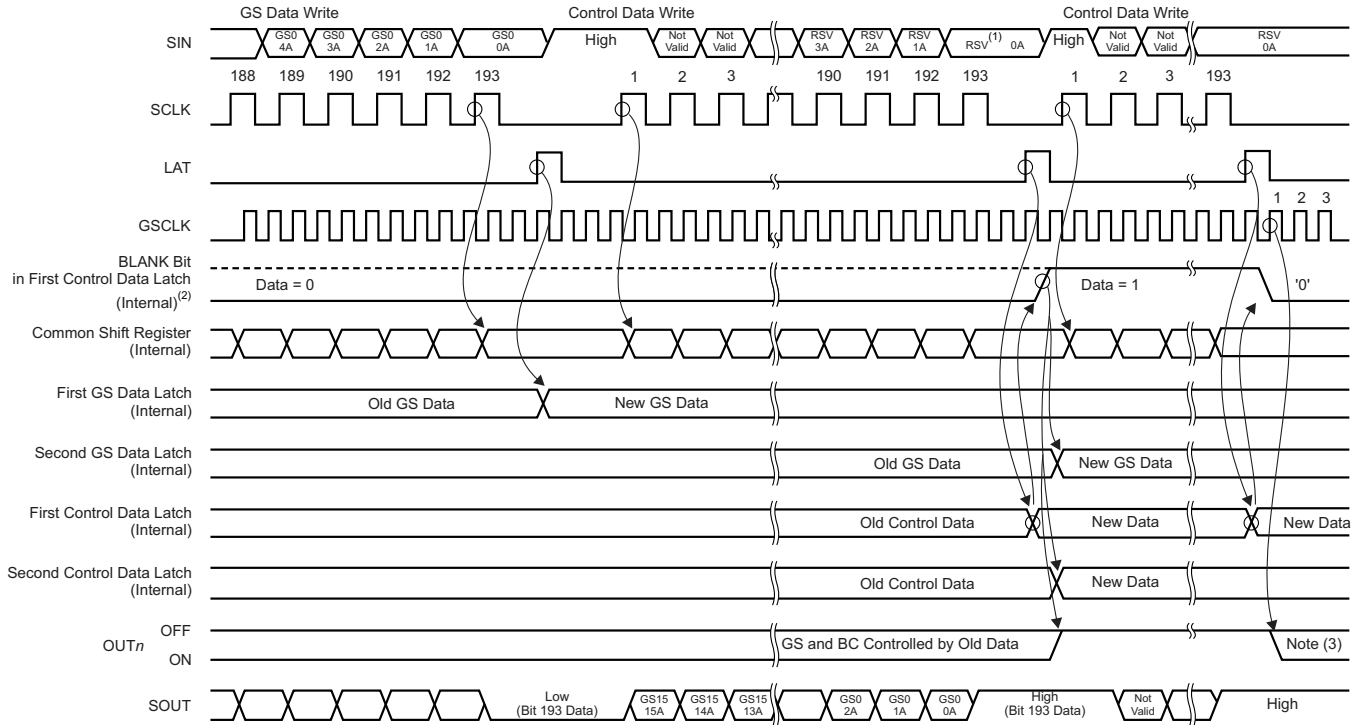 GS Data Write Control Data Write Control Data Write
SIN GS0 4A GS0 3A GS0 2A GS0 1A GS0 0A High Not Valid Not Valid RSV 3A RSV 2A RSV 1A RSV(1) 0A High Not Valid Not Valid RSV 0A
188 189 190 191 192 193 1 2 3 190 191 192 193 1 2 3 193
SCLK
LAT
1 2 3
GSCLK
BLANK Bit
in First Control Data Latch
(Internal)(2)
Data = 0 Data = 1 '0'
Common Shift Register
(Internal)
First GS Data Latch
(Internal)
Old GS Data New GS Data
Second GS Data Latch
(Internal)
Old GS Data New GS Data
First Control Data Latch
(Internal)
Old Control Data New Data New Data
Second Control Data Latch
(Internal)
Old Control Data New Data
OFF
OUTn
ON
GS and BC Controlled by Old Data Note (3)
SOUT Low (Bit 193 Data) GS15 15A GS15 14A GS15 13A GS0 2A GS0 1A GS0 0A High (Bit 193 Data) Not Valid High